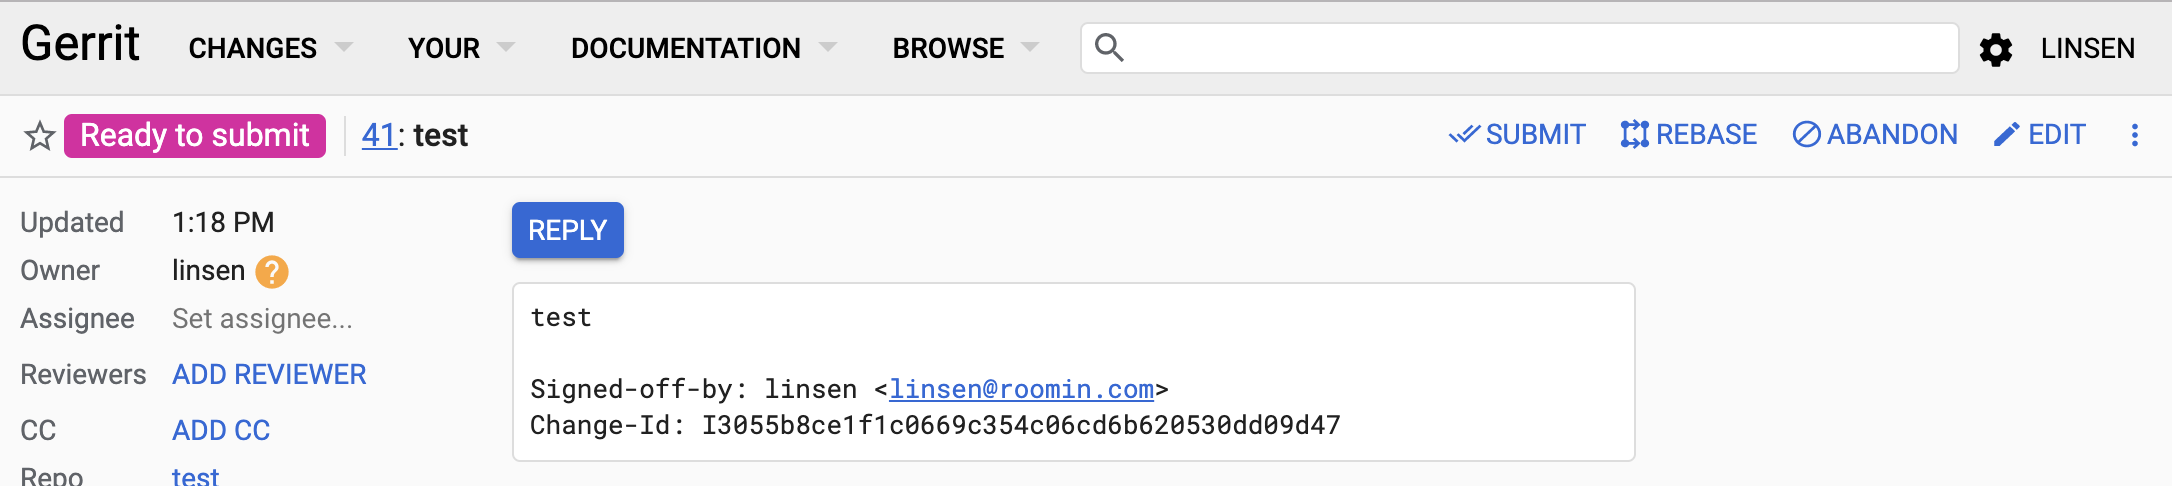 Gerrit CHANGES YOUR DOCUMENTATION BROWSE LINSEN
Ready to submit 41: test SUBMIT REBASE ABANDON EDIT
Updated 1:18 PM
REPLY
Owner linsen ?
Assignee Set assignee...
Reviewers ADD REVIEWER
CC ADD CC
Repo test
test
Signed-off-by: linsen <linsen@roomin.com>
Change-Id: I3055b8ce1f1c0669c354c06cd6b620530dd09d47